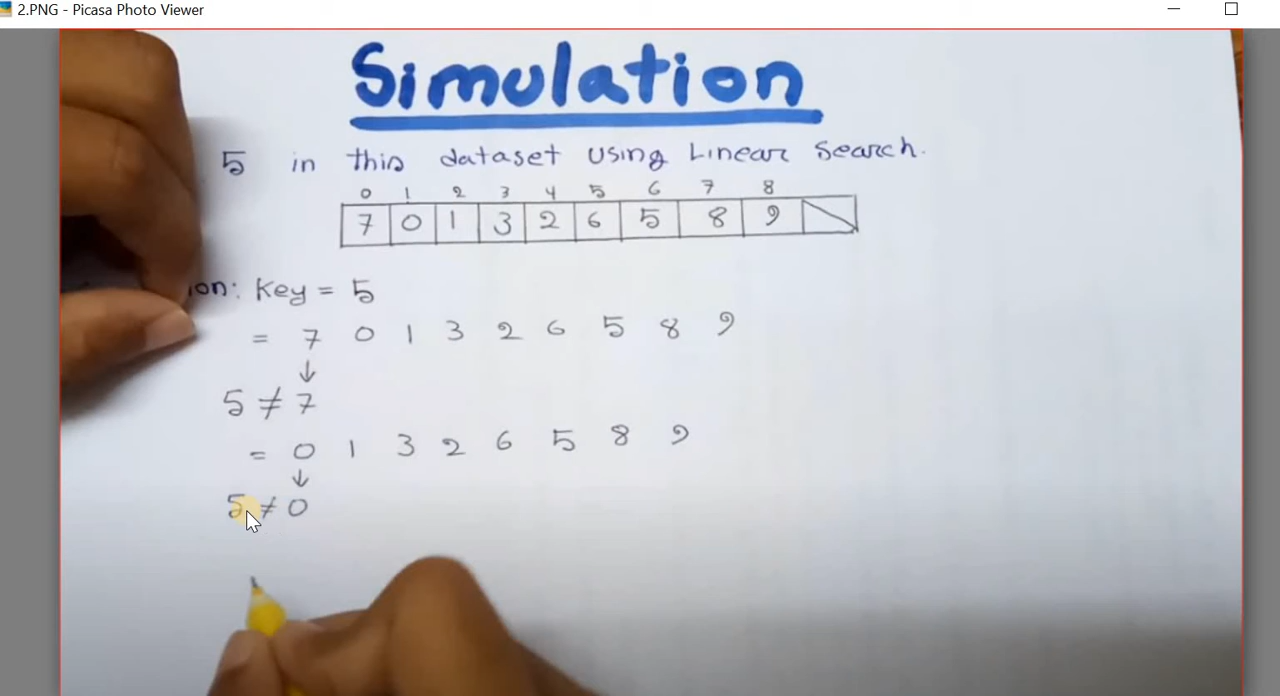 2.PNG - Picasa Photo Viewer
Simulation
5 in this dataset using Linear Search.
0 1 2 3 4 5 6 7 8
7 0 1 3 2 6 5 8 9
ion: Key = 5
= 7 0 1 3 2 6 5 8 9
↓
5 ≠ 7
= 0 1 3 2 6 5 8 9
↓
5 ≠ 0